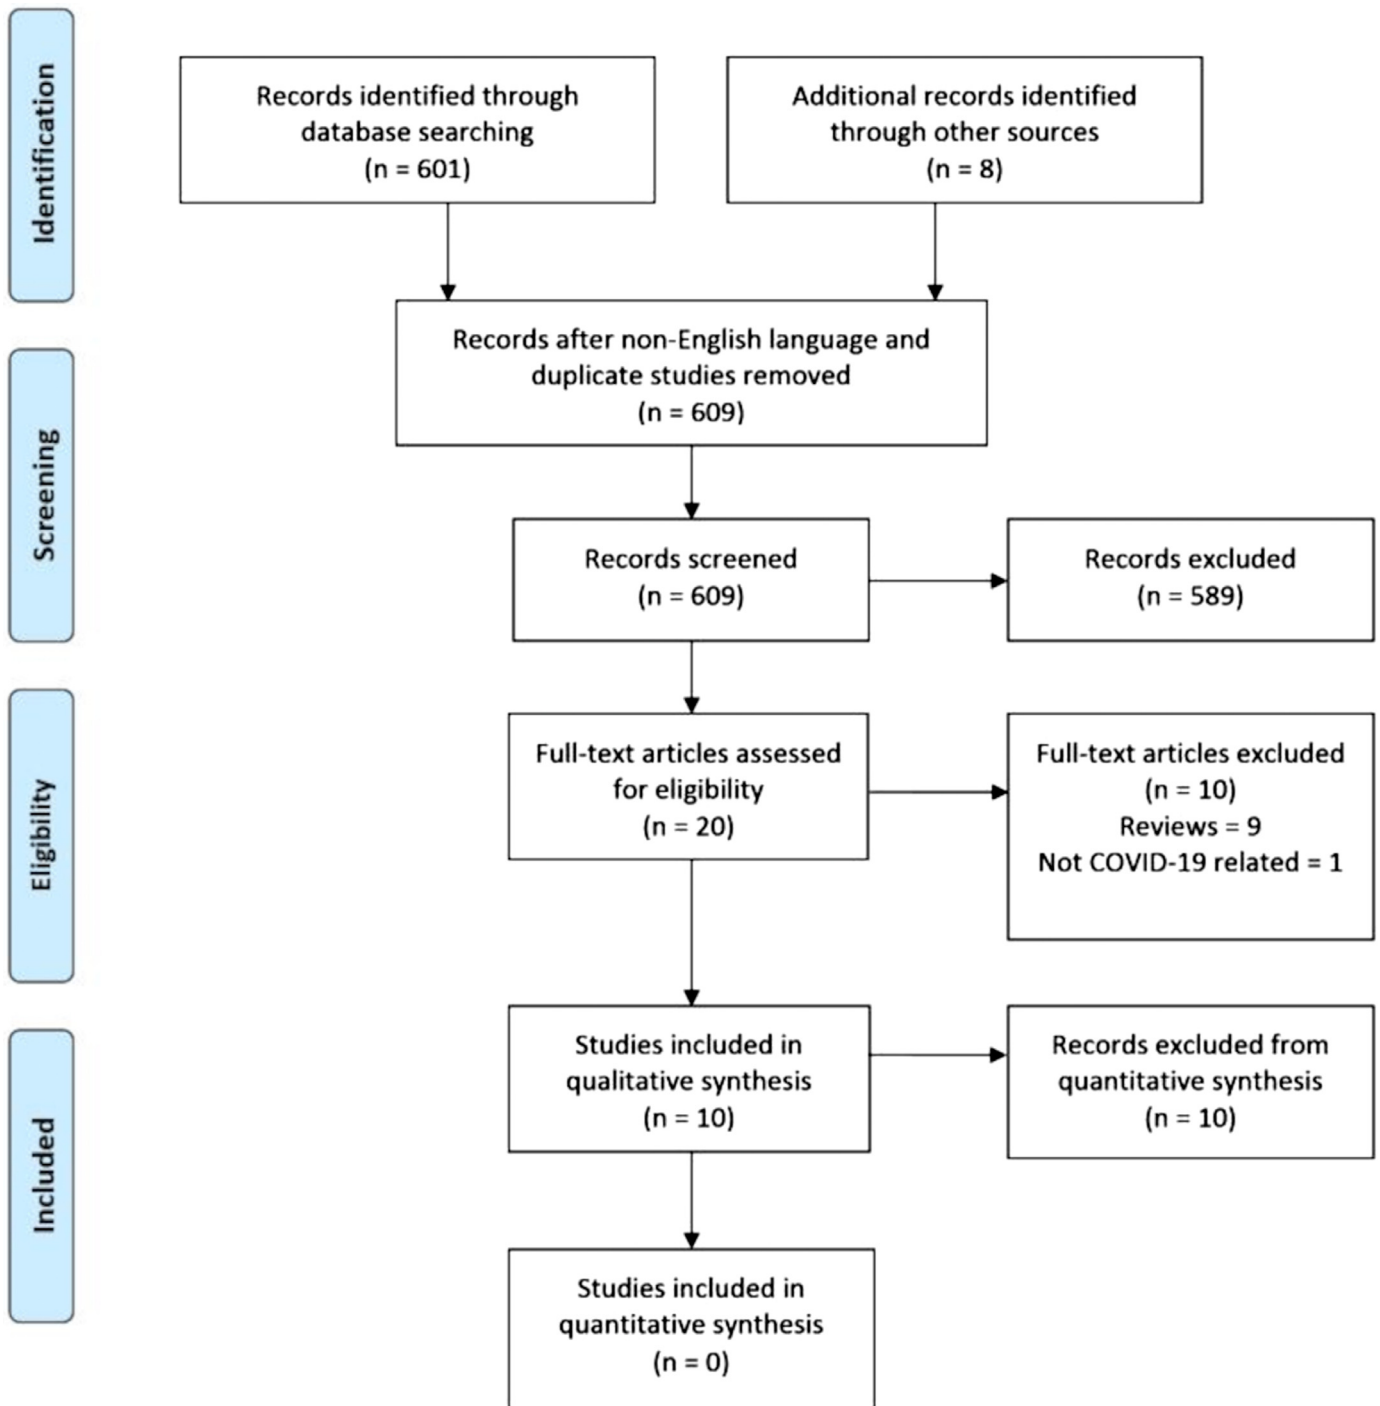 Identification
Records identified through
database searching
(n = 601)
Additional records identified
through other sources
(n = 8)
Records after non-English language and
duplicate studies removed
(n = 609)
Screening
Records screened
(n = 609)
Records excluded
(n = 589)
Eligibility
Full-text articles assessed
for eligibility
(n = 20)
Full-text articles excluded
(n = 10)
Reviews = 9
Not COVID-19 related = 1
Included
Studies included in
qualitative synthesis
(n = 10)
Records excluded from
quantitative synthesis
(n = 10)
Studies included in
quantitative synthesis
(n = 0)